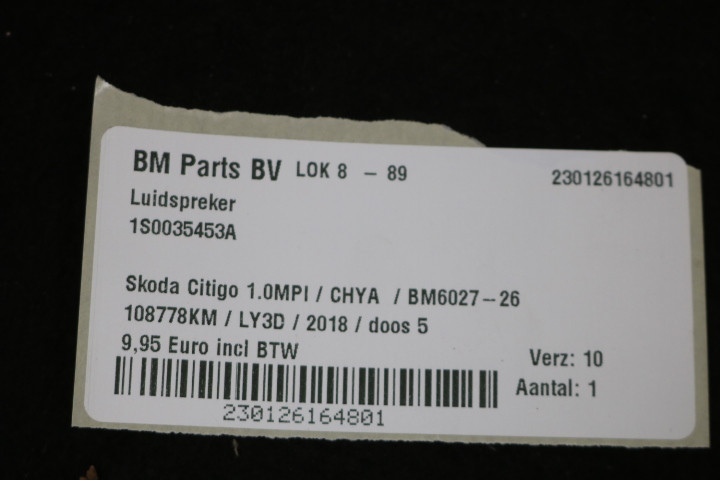 BM Parts BV LOK 8 - 89 230126164801
Luidspreker
1S0035453A
Skoda Citigo 1.0MPI / CHYA / BM6027-26
108778KM / LY3D / 2018 / doos 5
9,95 Euro incl BTW
Verz: 10
Aantal: 1
230126164801